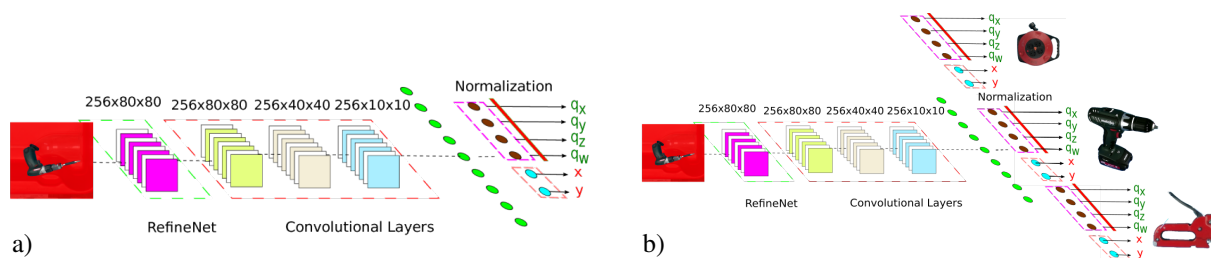 Normalization
256x80x80 256x80x80 256x40x40 256x10x10
qx
qy
qz
qw
x
y
RefineNet
Convolutional Layers
a)
qx
qy
qz
qw
x
y
Normalization
256x80x80 256x80x80 256x40x40 256x10x10
qx
qy
qz
qw
x
y
qx
qy
qz
qw
x
y
RefineNet
Convolutional Layers
b)